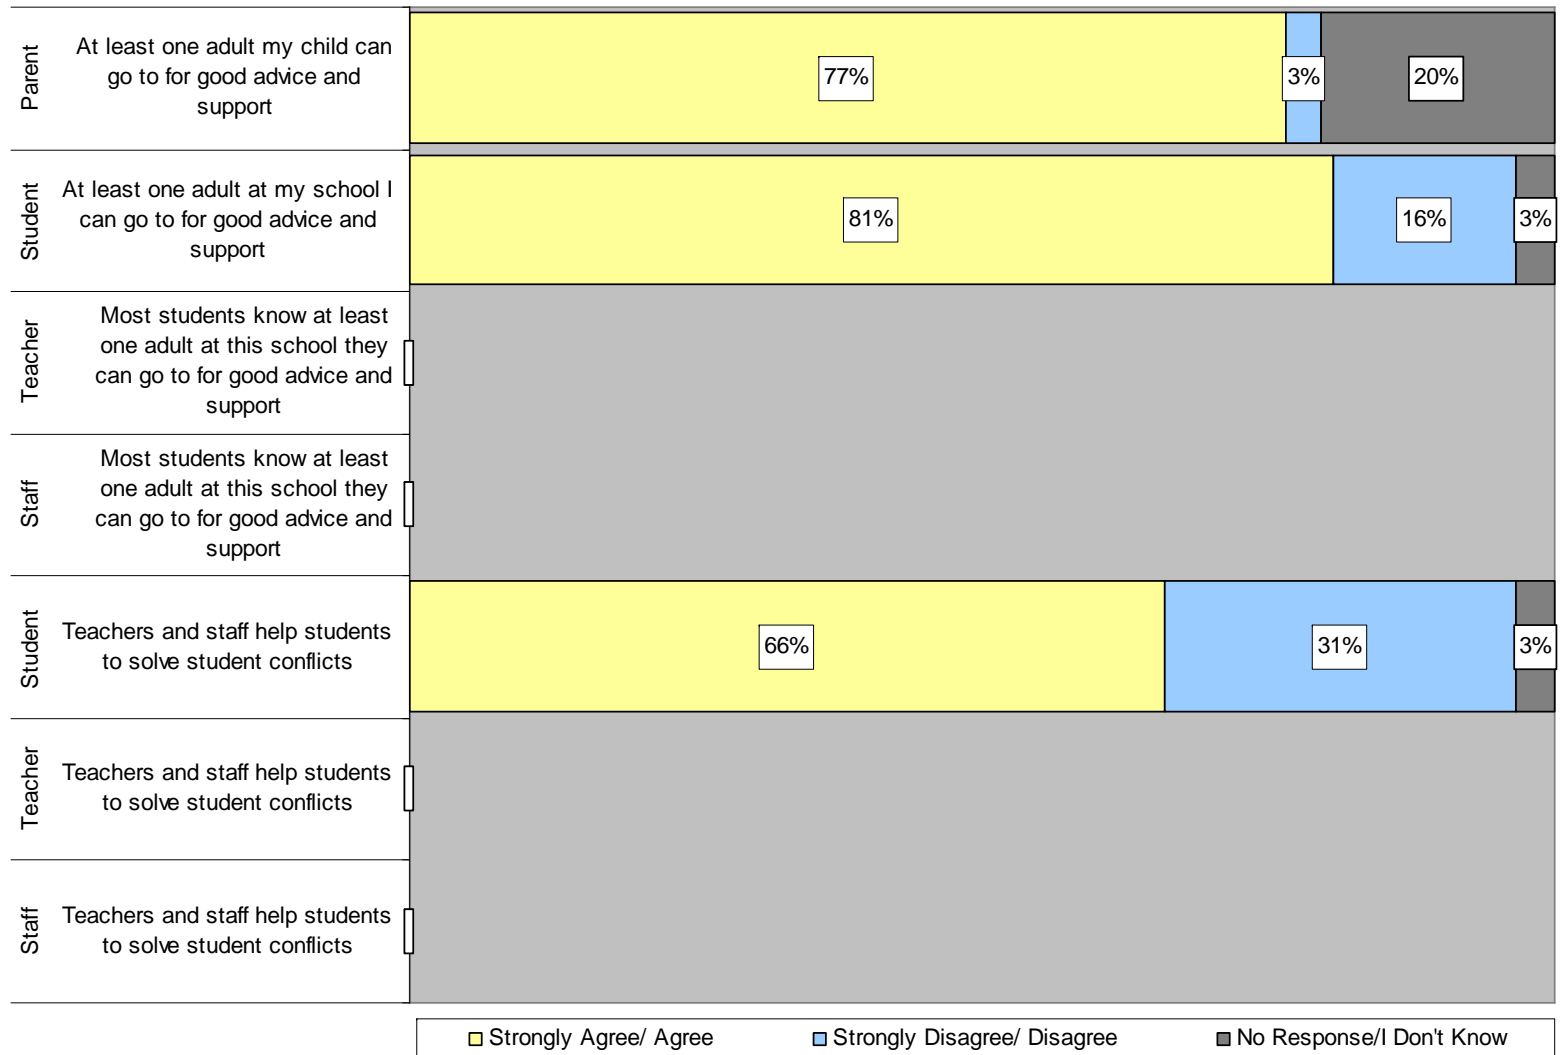 Parent
At least one adult my child can
go to for good advice and
support
77%
3%
20%
Student
At least one adult at my school I
can go to for good advice and
support
81%
16%
3%
Teacher
Most students know at least
one adult at this school they
can go to for good advice and
support
Staff
Most students know at least
one adult at this school they
can go to for good advice and
support
Student
Teachers and staff help students
to solve student conflicts
66%
31%
3%
Teacher
Teachers and staff help students
to solve student conflicts
Staff
Teachers and staff help students
to solve student conflicts
Strongly Agree/ Agree
Strongly Disagree/ Disagree
No Response/I Don't Know